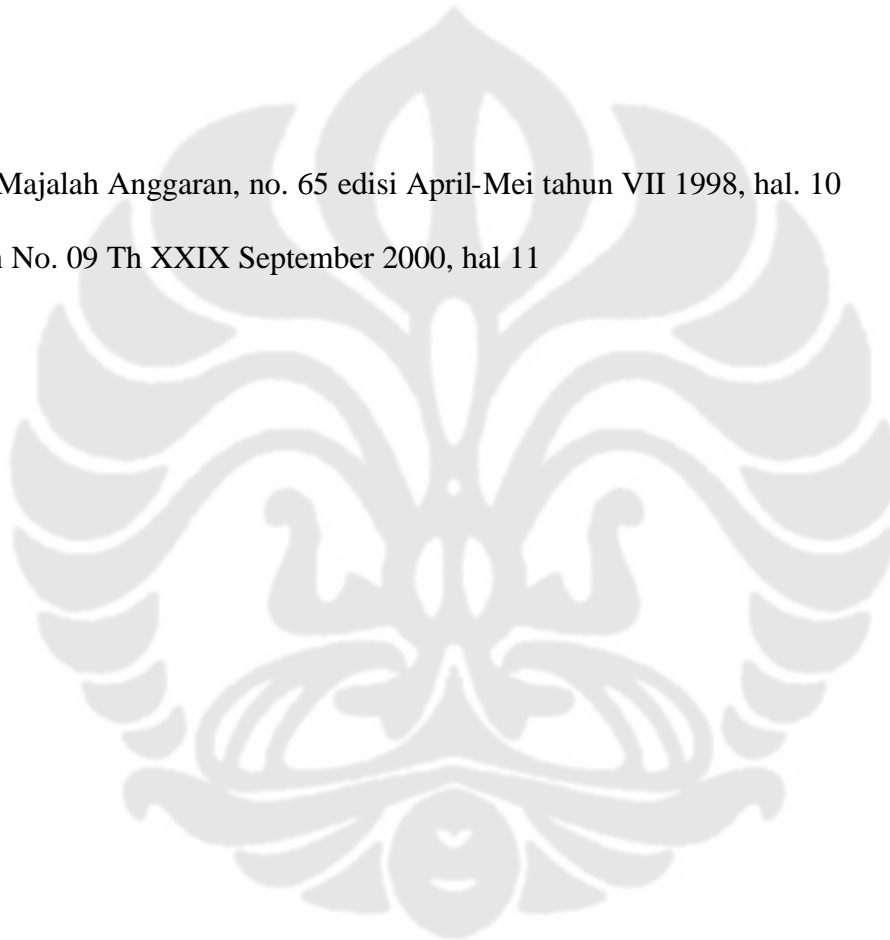 Majalah Anggaran, no. 65 edisi April-Mei tahun VII 1998, hal. 10
No. 09 Th XXIX September 2000, hal 11